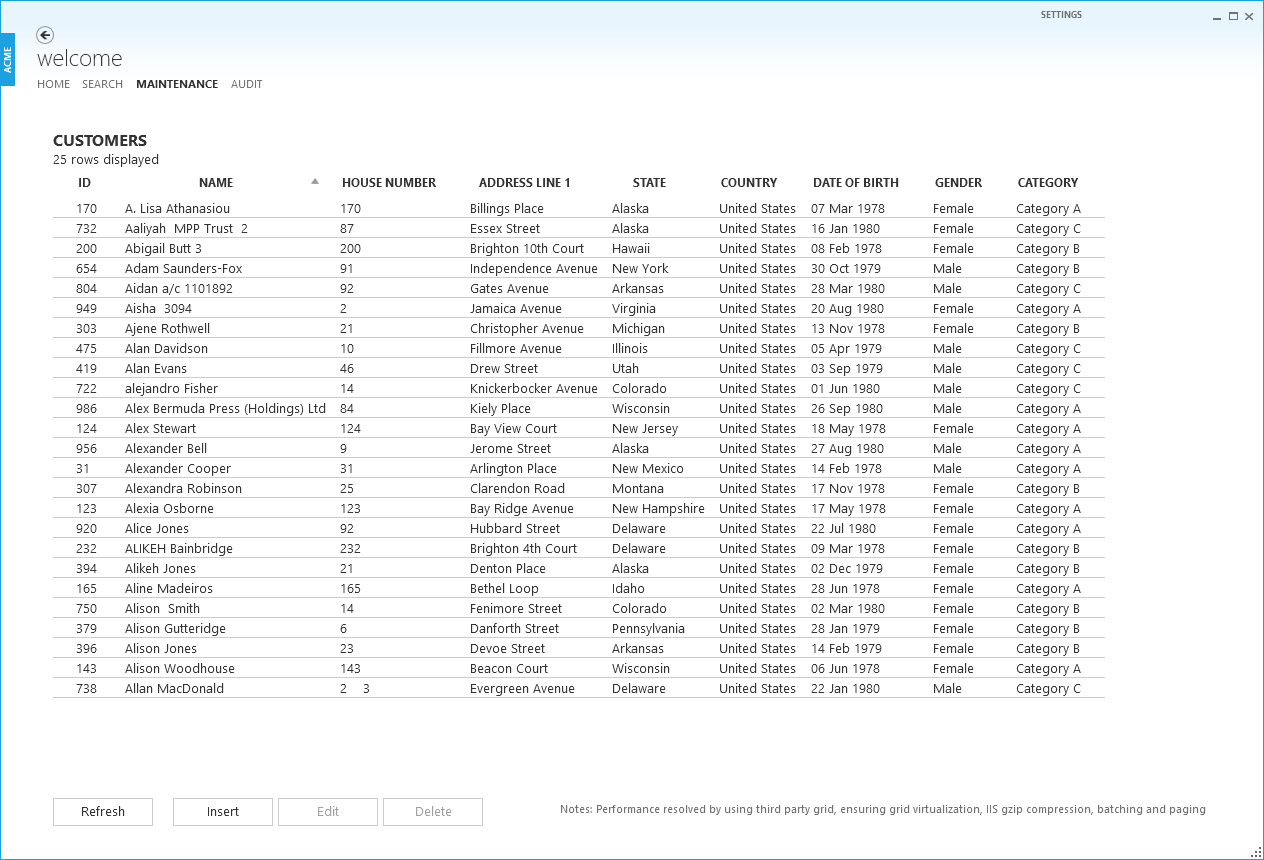 SETTINGS
ACME
welcome
HOME SEARCH MAINTENANCE AUDIT
CUSTOMERS
25 rows displayed
ID NAME HOUSE NUMBER ADDRESS LINE 1 STATE COUNTRY DATE OF BIRTH GENDER CATEGORY
170 A. Lisa Athanasiou 170 Billings Place Alaska United States 07 Mar 1978 Female Category A
732 Aaliyah  MPP Trust  2 87 Essex Street Alaska United States 16 Jan 1980 Female Category C
200 Abigail Butt 3 200 Brighton 10th Court Hawaii United States 08 Feb 1978 Female Category B
654 Adam Saunders-Fox 91 Independence Avenue New York United States 30 Oct 1979 Male Category B
804 Aidan a/c 1101892 92 Gates Avenue Arkansas United States 28 Mar 1980 Male Category C
949 Aisha  3094 2 Jamaica Avenue Virginia United States 20 Aug 1980 Female Category A
303 Ajene Rothwell 21 Christopher Avenue Michigan United States 13 Nov 1978 Female Category B
475 Alan Davidson 10 Fillmore Avenue Illinois United States 05 Apr 1979 Male Category C
419 Alan Evans 46 Drew Street Utah United States 03 Sep 1979 Male Category C
722 alejandro Fisher 14 Knickerbocker Avenue Colorado United States 01 Jun 1980 Male Category C
986 Alex Bermuda Press (Holdings) Ltd 84 Kiely Place Wisconsin United States 26 Sep 1980 Male Category A
124 Alex Stewart 124 Bay View Court New Jersey United States 18 May 1978 Female Category A
956 Alexander Bell 9 Jerome Street Alaska United States 27 Aug 1980 Male Category A
31 Alexander Cooper 31 Arlington Place New Mexico United States 14 Feb 1978 Male Category A
307 Alexandra Robinson 25 Clarendon Road Montana United States 17 Nov 1978 Female Category B
123 Alexia Osborne 123 Bay Ridge Avenue New Hampshire United States 17 May 1978 Female Category A
920 Alice Jones 92 Hubbard Street Delaware United States 22 Jul 1980 Female Category A
232 ALIKEH Bainbridge 232 Brighton 4th Court Delaware United States 09 Mar 1978 Female Category B
394 Alikeh Jones 21 Denton Place Alaska United States 02 Dec 1979 Female Category B
165 Aline Madeiros 165 Bethel Loop Idaho United States 28 Jun 1978 Female Category A
750 Alison  Smith 14 Fenimore Street Colorado United States 02 Mar 1980 Female Category B
379 Alison Gutteridge 6 Danforth Street Pennsylvania United States 28 Jan 1979 Female Category B
396 Alison Jones 23 Devoe Street Arkansas United States 14 Feb 1979 Female Category B
143 Alison Woodhouse 143 Beacon Court Wisconsin United States 06 Jun 1978 Female Category A
738 Allan MacDonald 2    3 Evergreen Avenue Delaware United States 22 Jan 1980 Male Category C
Refresh Insert Edit Delete Notes: Performance resolved by using third party grid, ensuring grid virtualization, IIS gzip compression, batching and paging